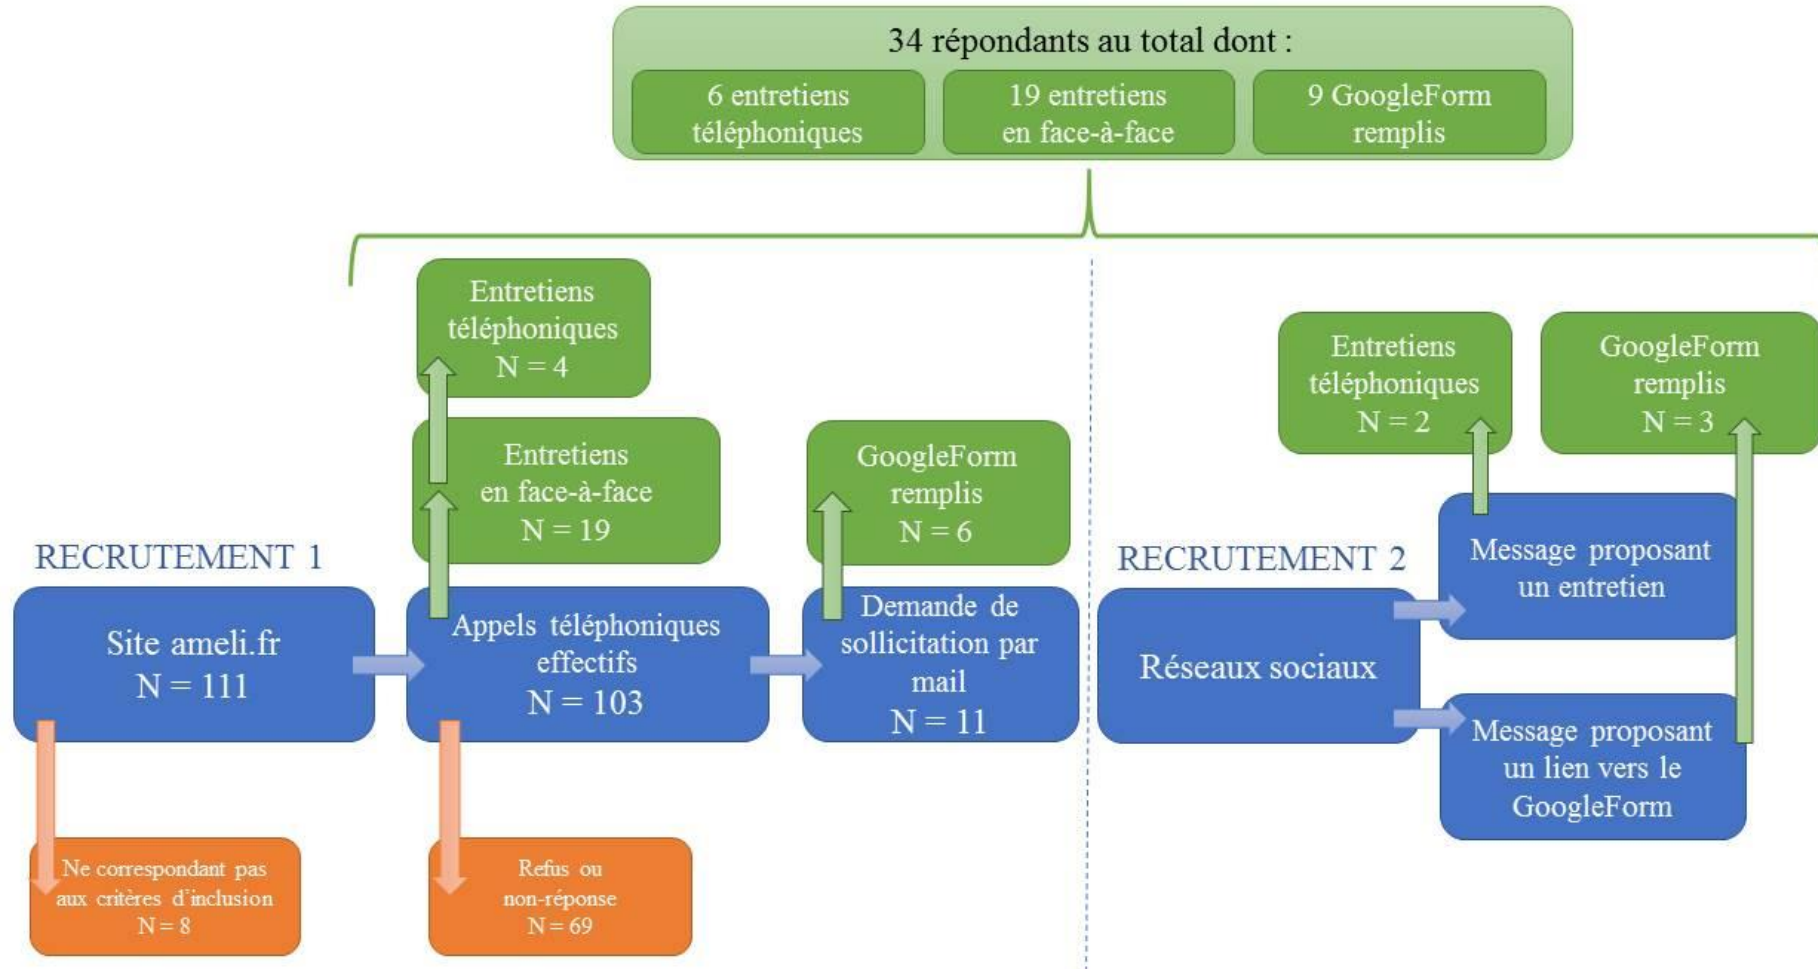 34 répondants au total dont :
6 entretiens
téléphoniques
19 entretiens
en face-à-face
9 GoogleForm
remplis
Entretiens
téléphoniques
N = 4
Entretiens
en face-à-face
N = 19
GoogleForm
remplis
N = 6
Entretiens
téléphoniques
N = 2
GoogleForm
remplis
N = 3
RECRUTEMENT 1
Site ameli.fr
N = 111
Appels téléphoniques
effectifs
N = 103
Demande de
sollicitation par
mail
N = 11
RECRUTEMENT 2
Réseaux sociaux
Message proposant
un entretien
Message proposant
un lien vers le
GoogleForm
Ne correspondant pas
aux critères d’inclusion
N = 8
Refus ou
non-réponse
N = 69